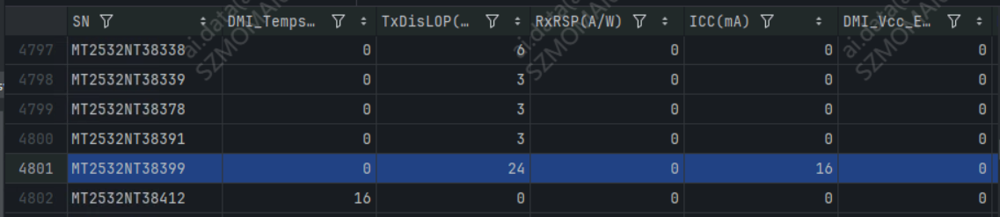 SN DMI_Temps... TxDisLOP(... RxRSP(A/W) ICC(mA) DMI_Vcc_E...
4797 MT2532NT38338 0 6 0 0 0
4798 MT2532NT38339 0 3 0 0 0
4799 MT2532NT38378 0 3 0 0 0
4800 MT2532NT38391 0 3 0 0 0
4801 MT2532NT38399 0 24 0 16 0
4802 MT2532NT38412 16 0 0 0 0